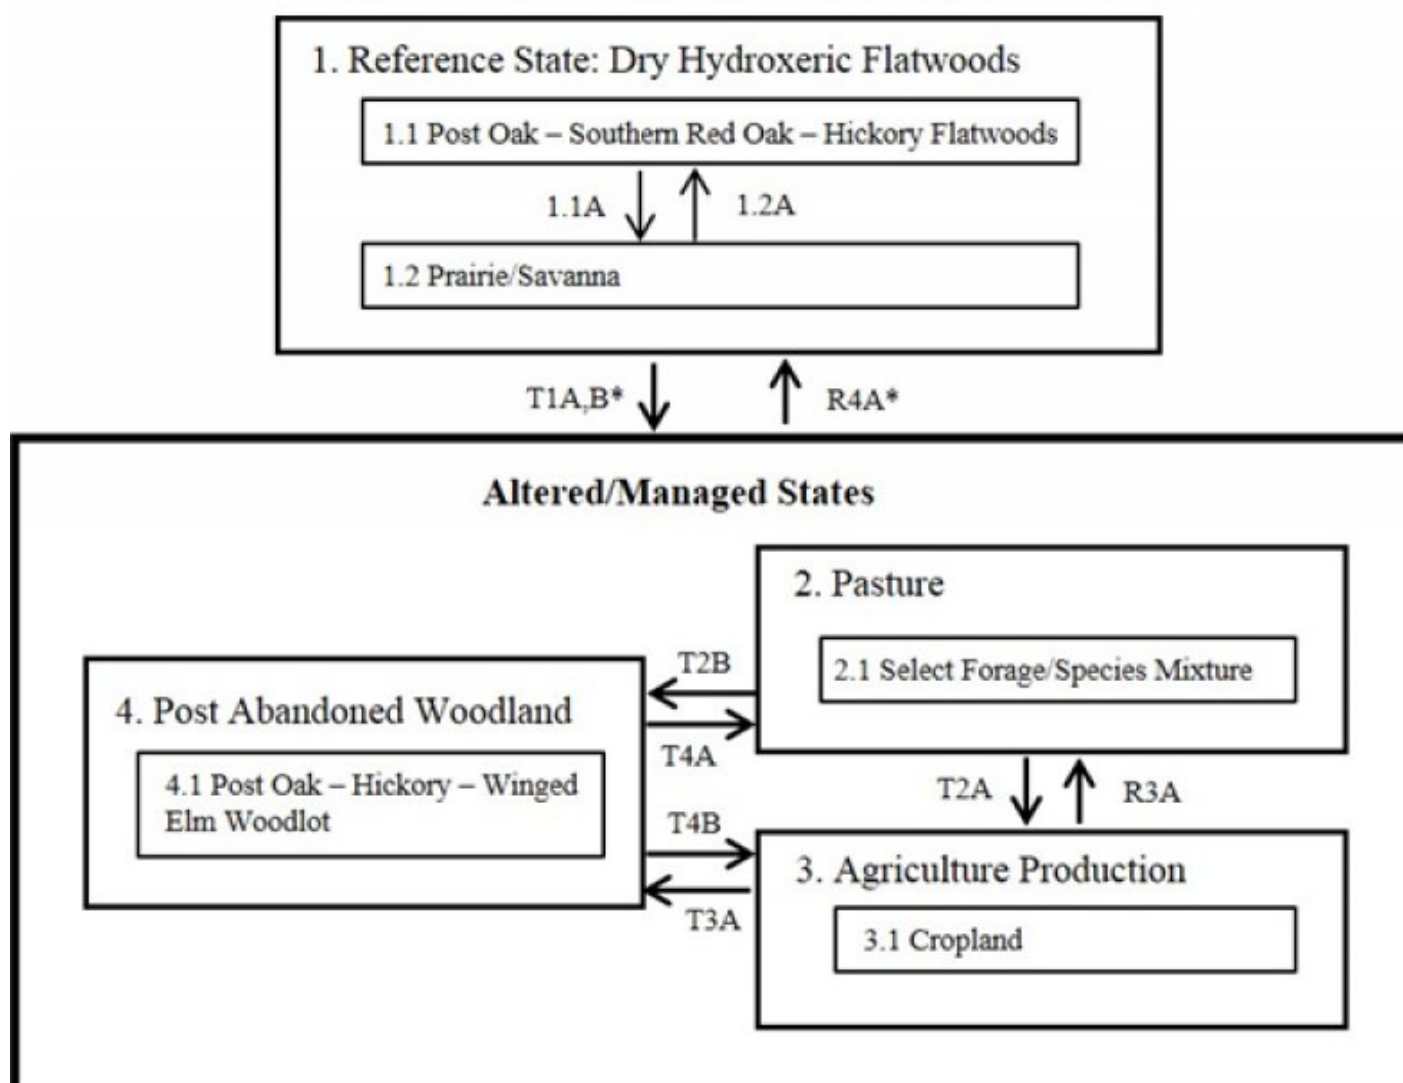 1. Reference State: Dry Hydroxeric Flatwoods
1.1 Post Oak – Southern Red Oak – Hickory Flatwoods
1.1A
1.2A
1.2 Prairie/Savanna
T1A,B*
R4A*
Altered/Managed States
2. Pasture
2.1 Select Forage/Species Mixture
T2B
T4A
4. Post Abandoned Woodland
4.1 Post Oak – Hickory – Winged
Elm Woodlot
T2A
R3A
T4B
T3A
3. Agriculture Production
3.1 Cropland